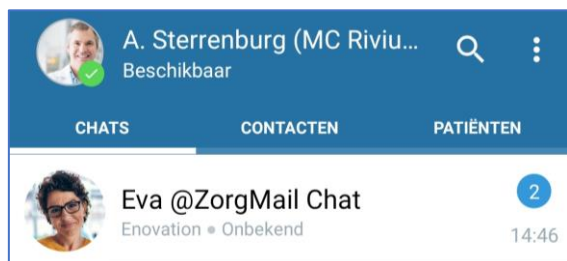 A. Sterrenburg (MC Riviu...
Beschikbaar
CHATS CONTACTEN PATIËNTEN
Eva @ZorgMail Chat 2
Enovation • Onbekend 14:46